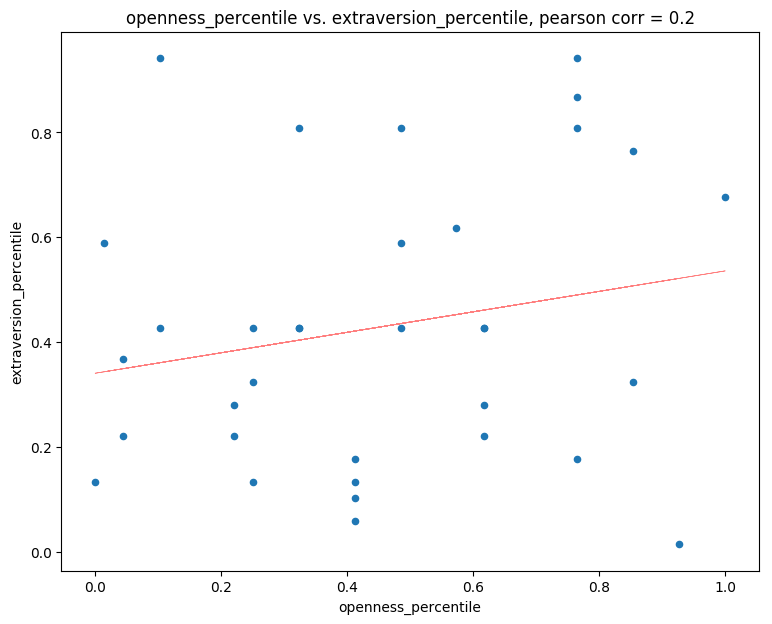 openness_percentile vs. extraversion_percentile, pearson corr = 0.2
extraversion_percentile
0.8
0.6
0.4
0.2
0.0
0.0 0.2 0.4 0.6 0.8 1.0
openness_percentile